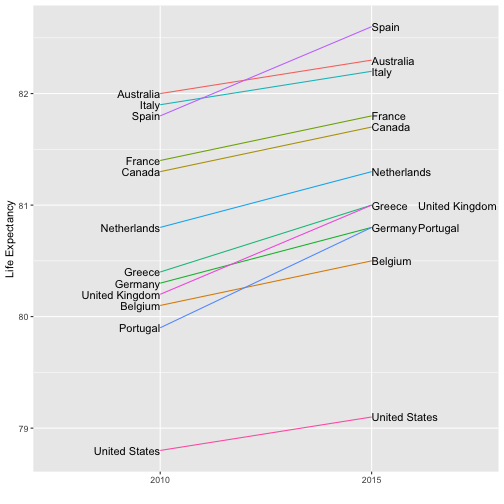 Spain
Australia
Italy
France
Canada
Netherlands
Greece United Kingdom
Germany Portugal
Belgium
United States
Australia
Italy
Spain
France
Canada
Netherlands
Greece
Germany
United Kingdom
Belgium
Portugal
United States
82
81
80
79
Life Expectancy
2010 2015